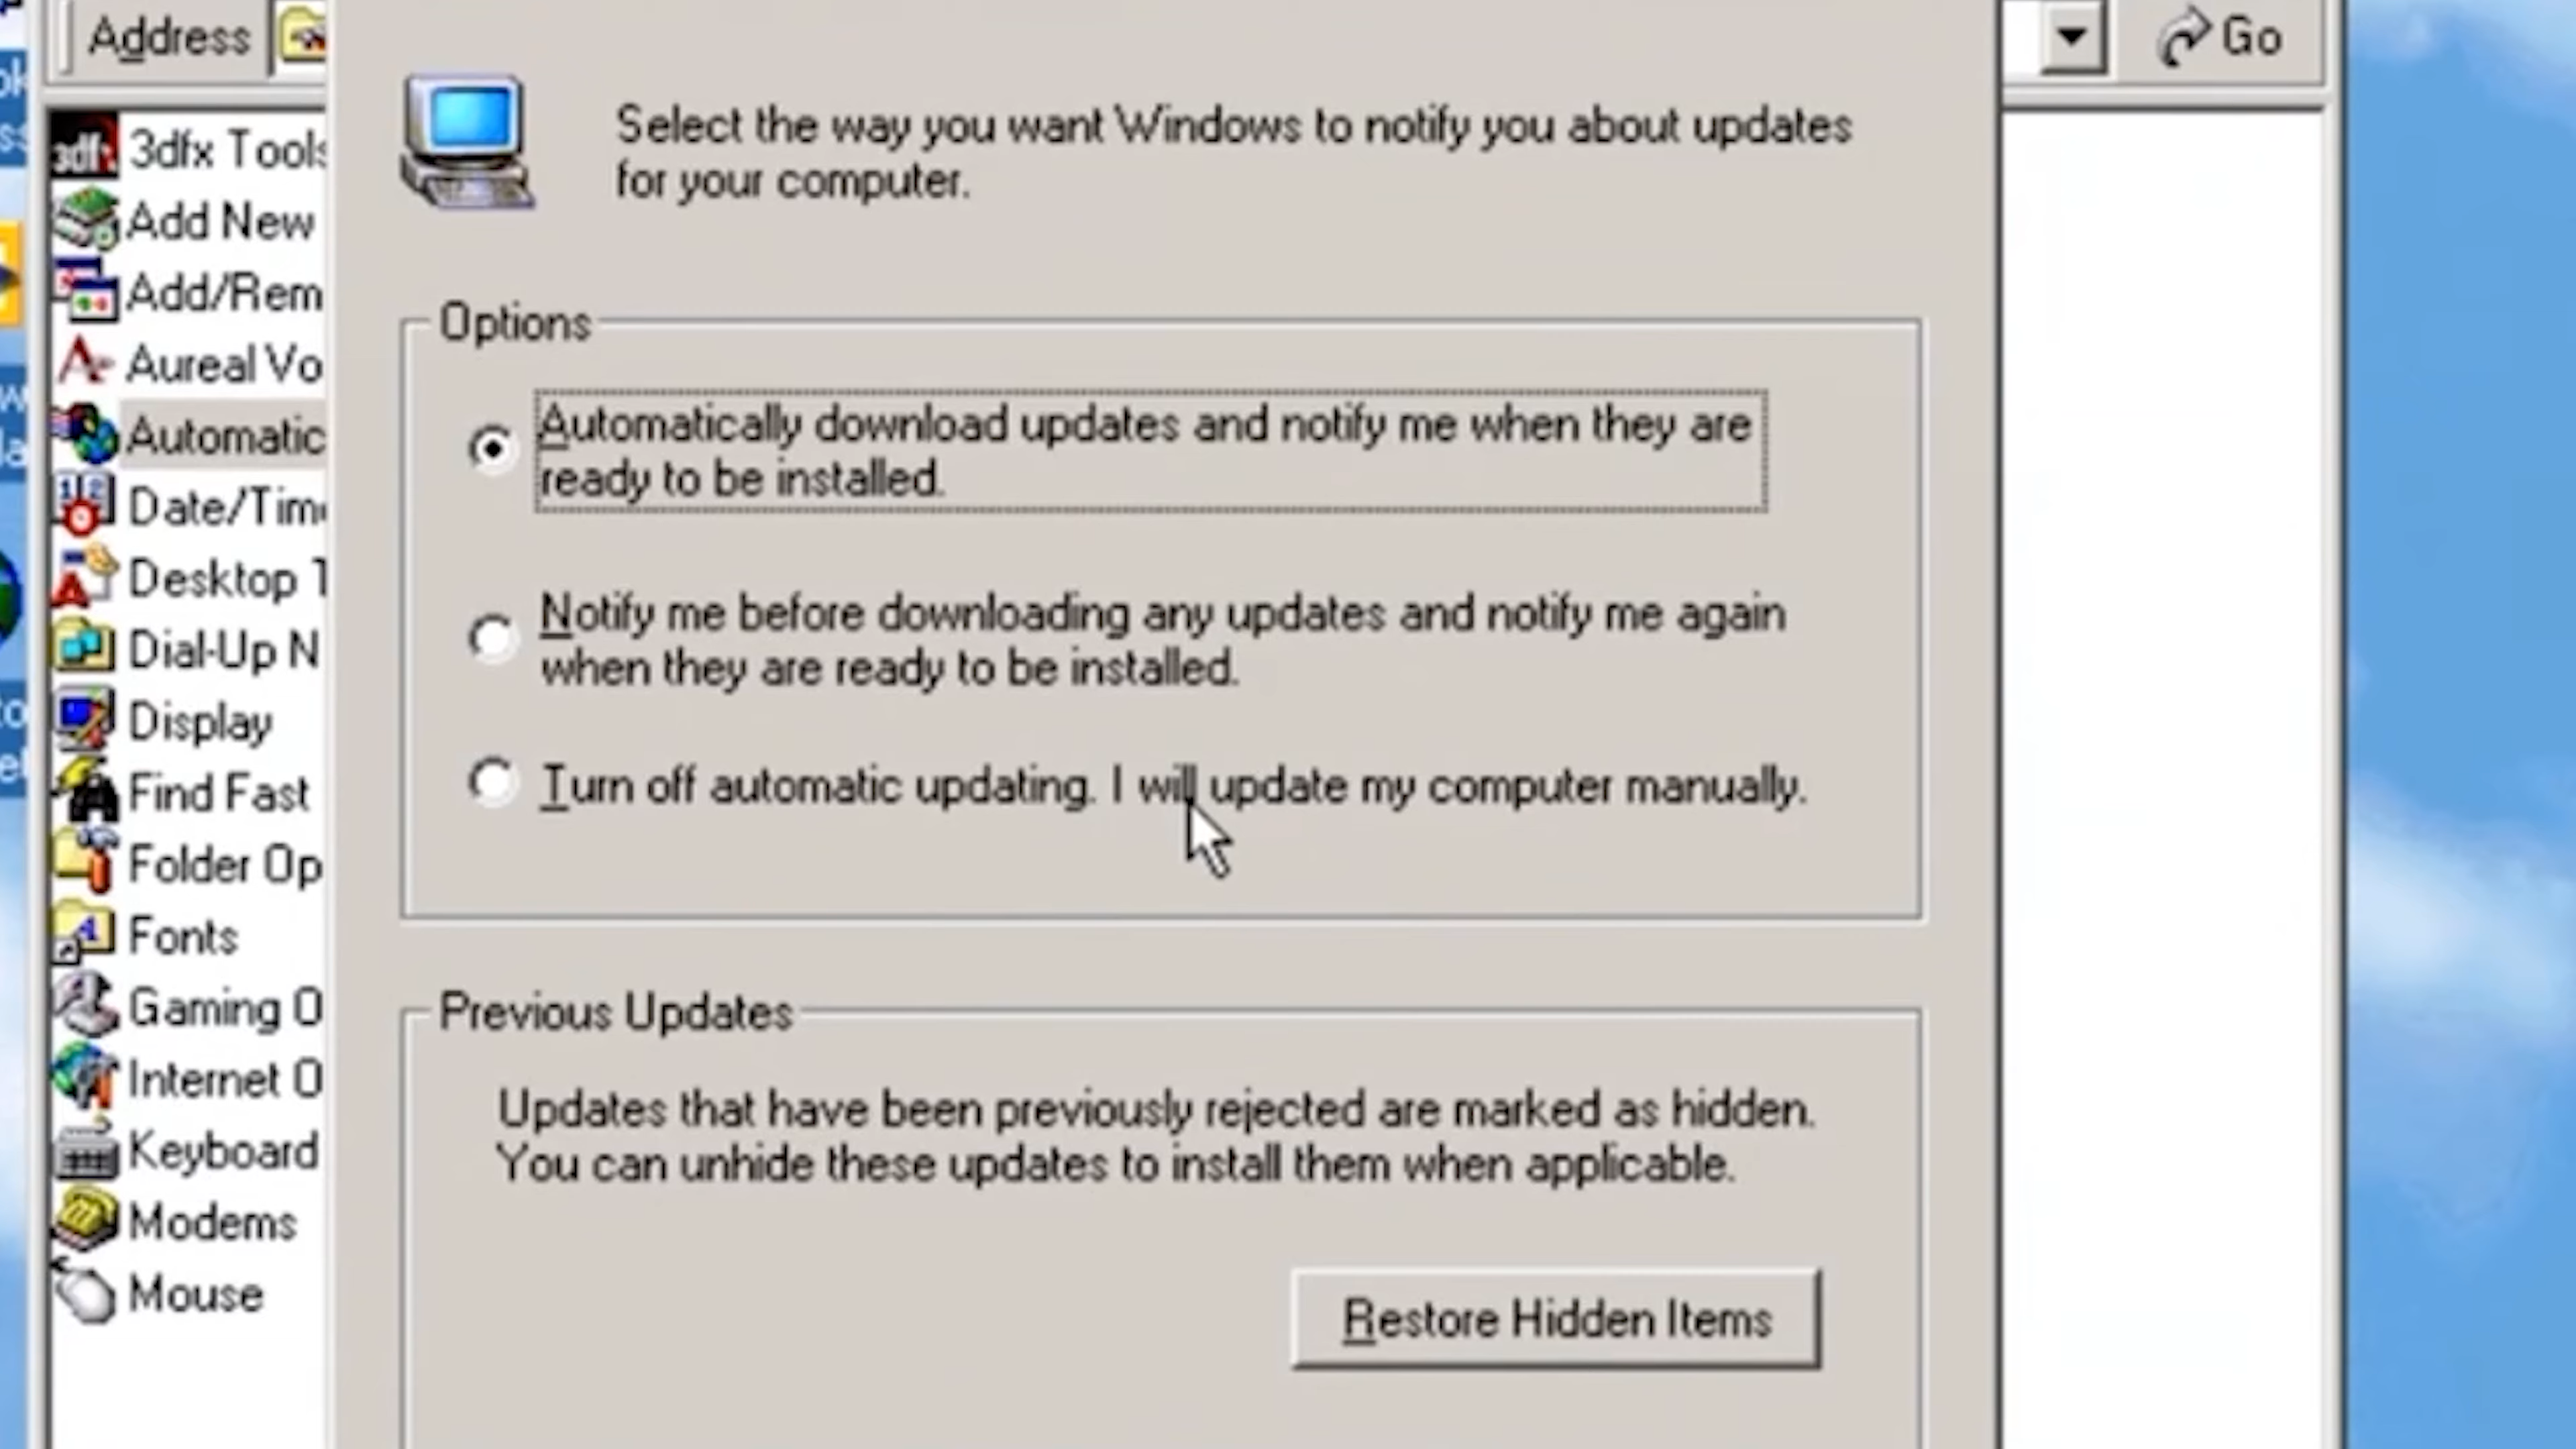 Address
Go
3dfx Tools
Add New
Add/Rem
Aureal Vo
Automatic
Date/Tim
Desktop T
Dial-Up N
Display
Find Fast
Folder Op
Fonts
Gaming O
Internet O
Keyboard
Modems
Mouse
Select the way you want Windows to notify you about updates
for your computer.
Options
Automatically download updates and notify me when they are
ready to be installed.
Notify me before downloading any updates and notify me again
when they are ready to be installed.
Turn off automatic updating. I will update my computer manually.
Previous Updates
Updates that have been previously rejected are marked as hidden.
You can unhide these updates to install them when applicable.
Restore Hidden Items